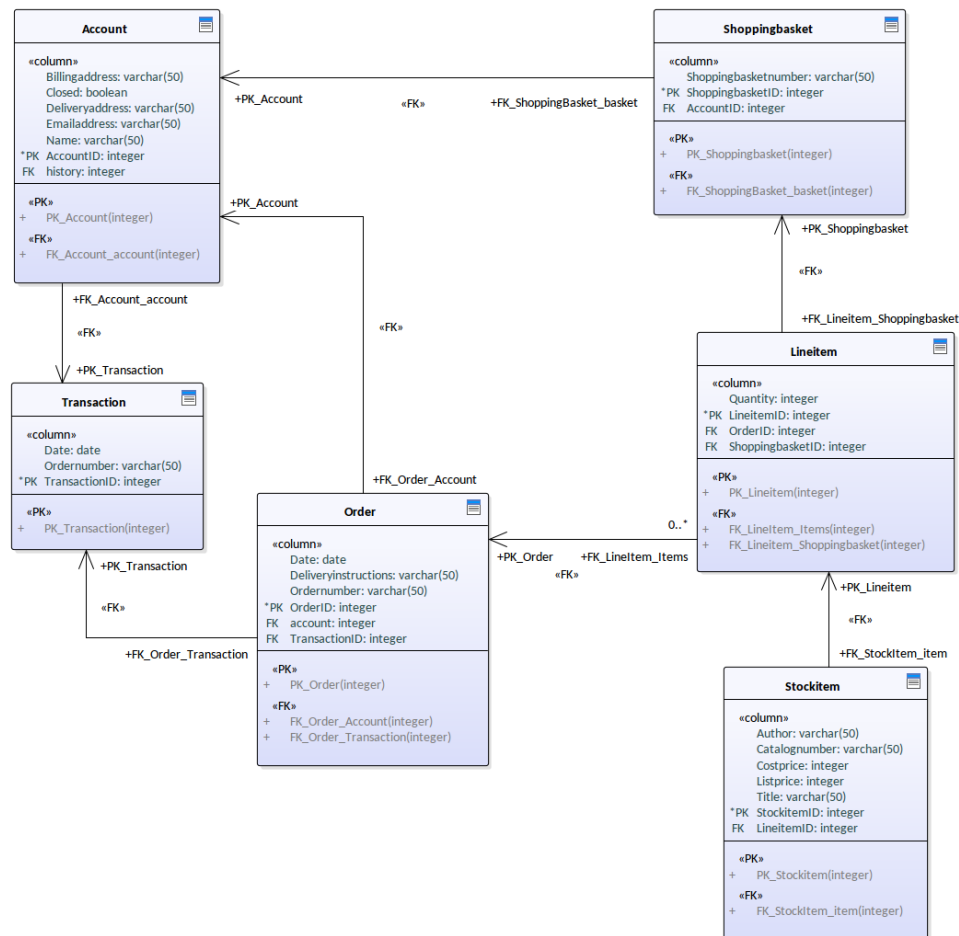 Account
«column»
Billingaddress: varchar(50)
Closed: boolean
Deliveryaddress: varchar(50)
Emailaddress: varchar(50)
Name: varchar(50)
*PK AccountID: integer
FK history: integer
«PK»
+ PK_Account(integer)
«FK»
+ FK_Account_account(integer)
+PK_Account
«FK»
+FK_ShoppingBasket_basket
Shoppingbasket
«column»
Shoppingbasketnumber: varchar(50)
*PK ShoppingbasketID: integer
FK AccountID: integer
«PK»
+ PK_Shoppingbasket(integer)
«FK»
+ FK_ShoppingBasket_basket(integer)
+PK_Account
«FK»
+FK_Order_Account
+PK_Shoppingbasket
«FK»
+FK_Lineitem_Shoppingbasket
+FK_Account_account
«FK»
+PK_Transaction
Transaction
«column»
Date: date
Ordernumber: varchar(50)
*PK TransactionID: integer
«PK»
+ PK_Transaction(integer)
+PK_Transaction
«FK»
+FK_Order_Transaction
Lineitem
«column»
Quantity: integer
*PK LineitemID: integer
FK OrderID: integer
FK ShoppingbasketID: integer
«PK»
+ PK_Lineitem(integer)
«FK»
+ FK_LineItem_Items(integer)
+ FK_Lineitem_Shoppingbasket(integer)
Order
«column»
Date: date
Deliveryinstructions: varchar(50)
Ordernumber: varchar(50)
*PK OrderID: integer
FK account: integer
FK TransactionID: integer
«PK»
+ PK_Order(integer)
«FK»
+ FK_Order_Account(integer)
+ FK_Order_Transaction(integer)
0..*
+PK_Order
+FK_LineItem_Items
«FK»
+PK_Lineitem
«FK»
+FK_StockItem_item
Stockitem
«column»
Author: varchar(50)
Catalognumber: varchar(50)
Costprice: integer
Listprice: integer
Title: varchar(50)
*PK StockitemID: integer
FK LineitemID: integer
«PK»
+ PK_Stockitem(integer)
«FK»
+ FK_StockItem_item(integer)